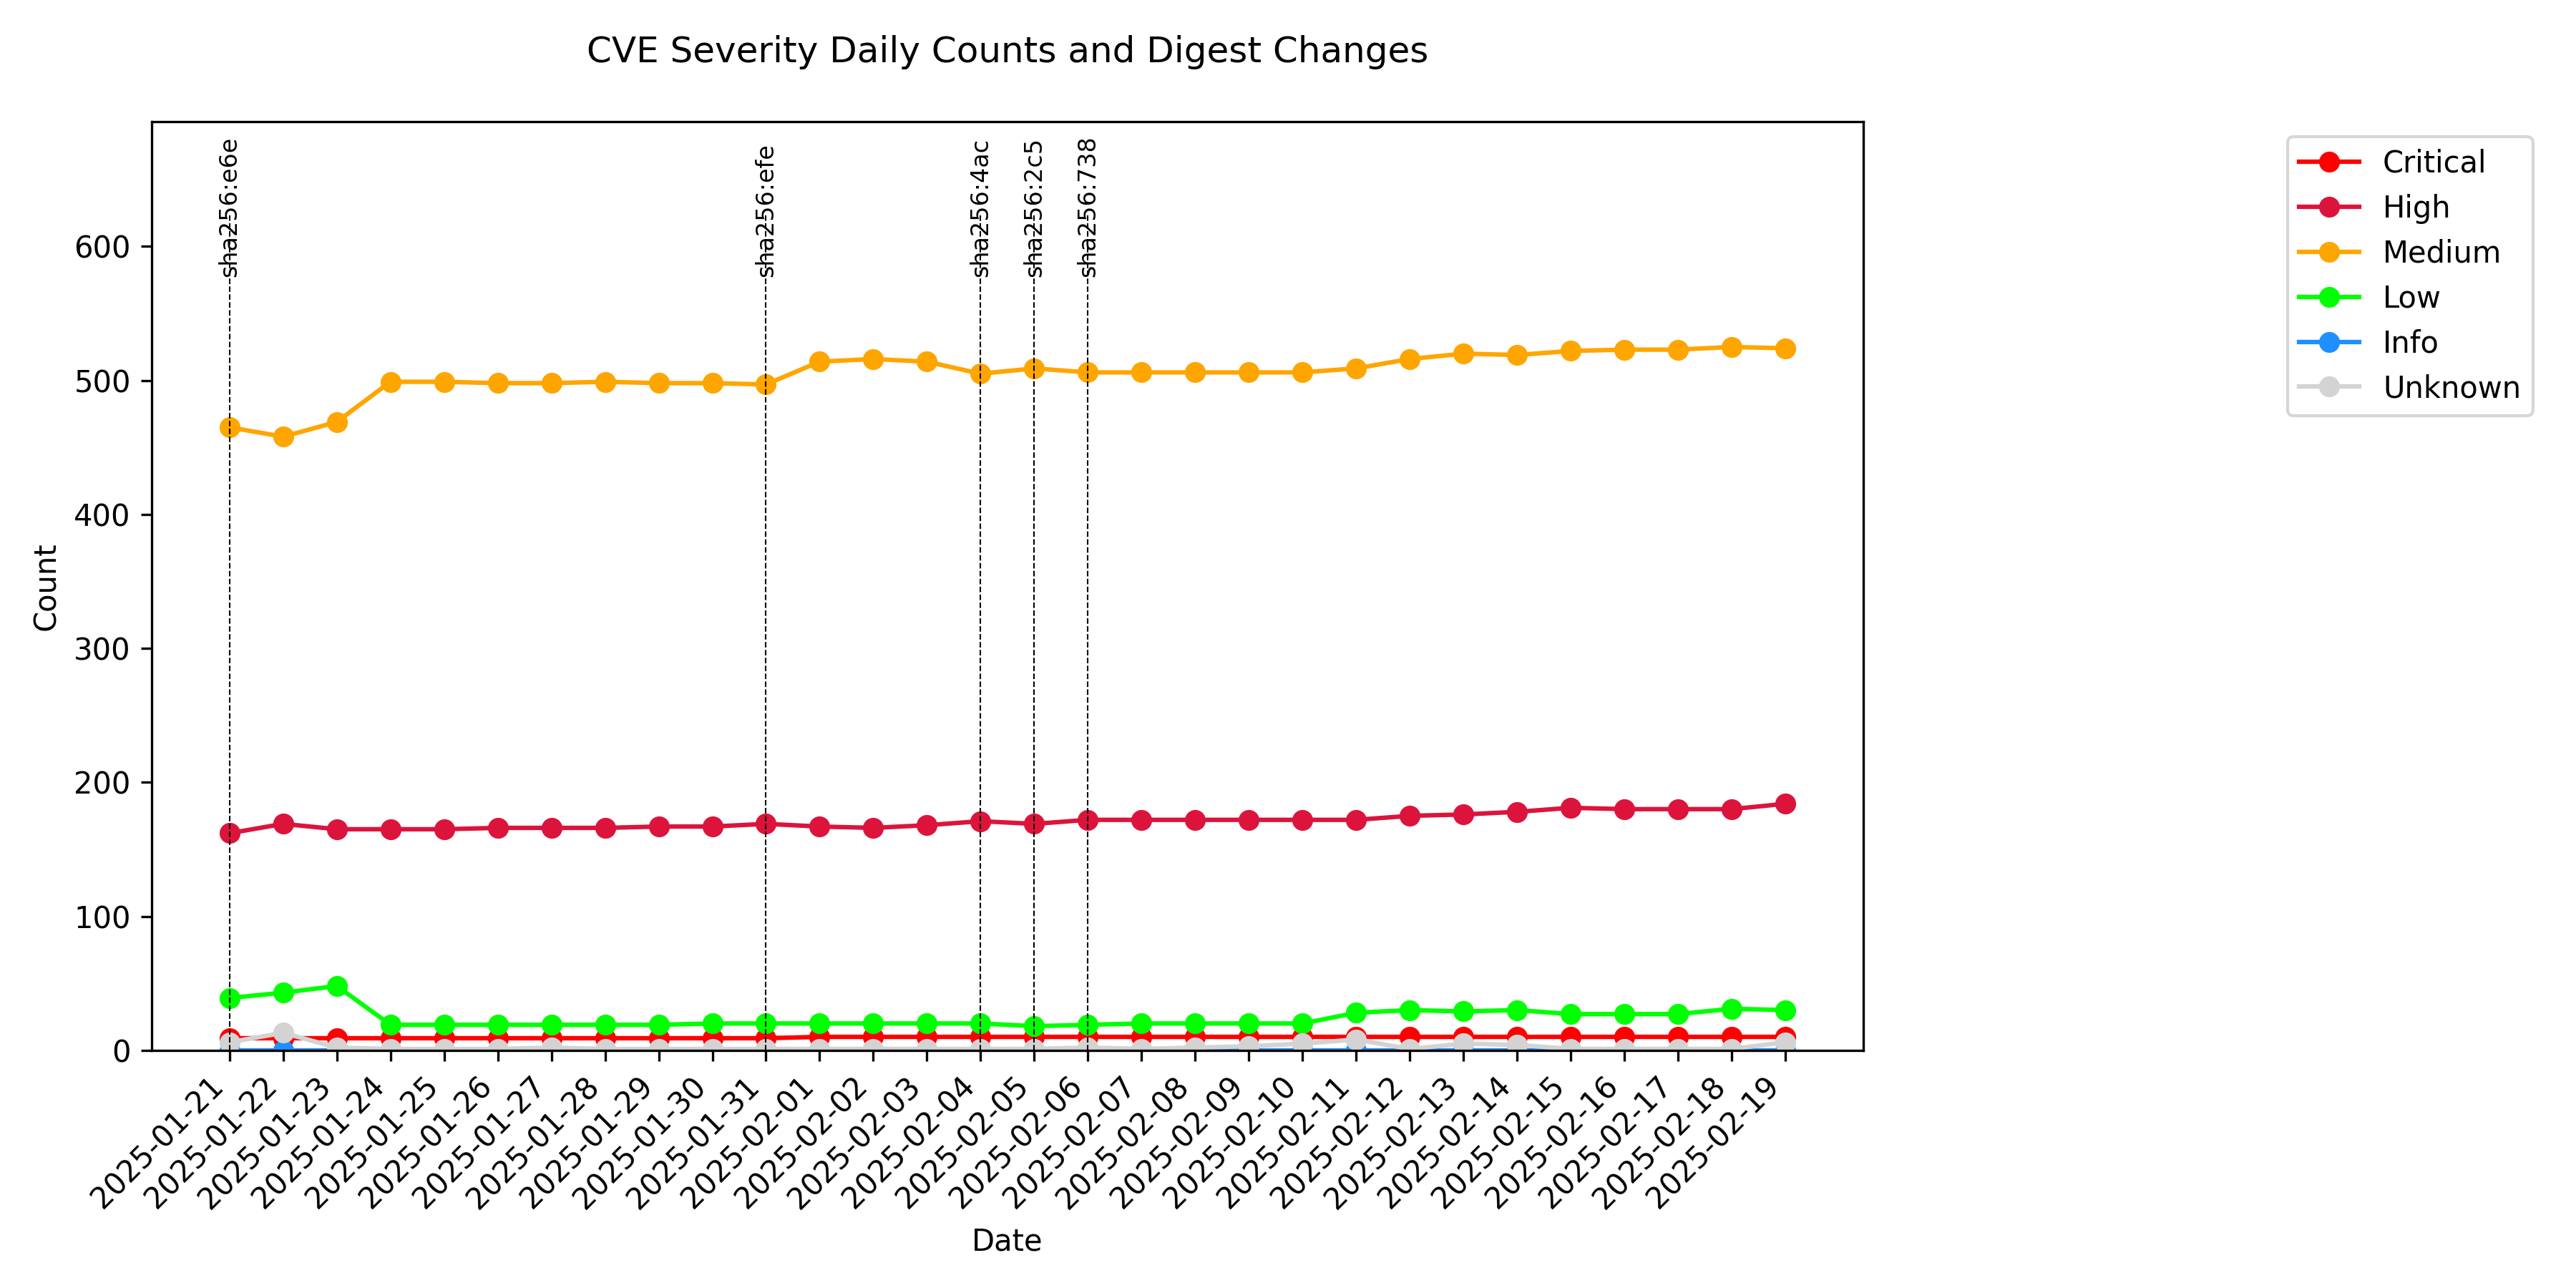 CVE Severity Daily Counts and Digest Changes
sha256:e6e
sha256:efe
sha256:4ac
sha256:2c5
sha256:738
Critical
High
Medium
Low
Info
Unknown
600
500
400
300
200
100
0
Count
2025-01-21
2025-01-22
2025-01-23
2025-01-24
2025-01-25
2025-01-26
2025-01-27
2025-01-28
2025-01-29
2025-01-30
2025-01-31
2025-02-01
2025-02-02
2025-02-03
2025-02-04
2025-02-05
2025-02-06
2025-02-07
2025-02-08
2025-02-09
2025-02-10
2025-02-11
2025-02-12
2025-02-13
2025-02-14
2025-02-15
2025-02-16
2025-02-17
2025-02-18
2025-02-19
Date